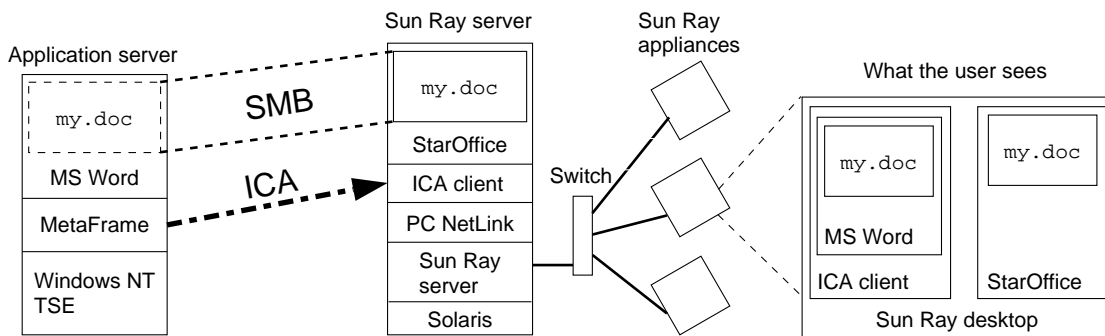 Application server
my.doc
MS Word
MetaFrame
Windows NT
TSE
SMB
ICA
Sun Ray server
my.doc
StarOffice
ICA client
PC NetLink
Sun Ray
server
Solaris
Switch
Sun Ray
appliances
What the user sees
my.doc
MS Word
ICA client
my.doc
StarOffice
Sun Ray desktop